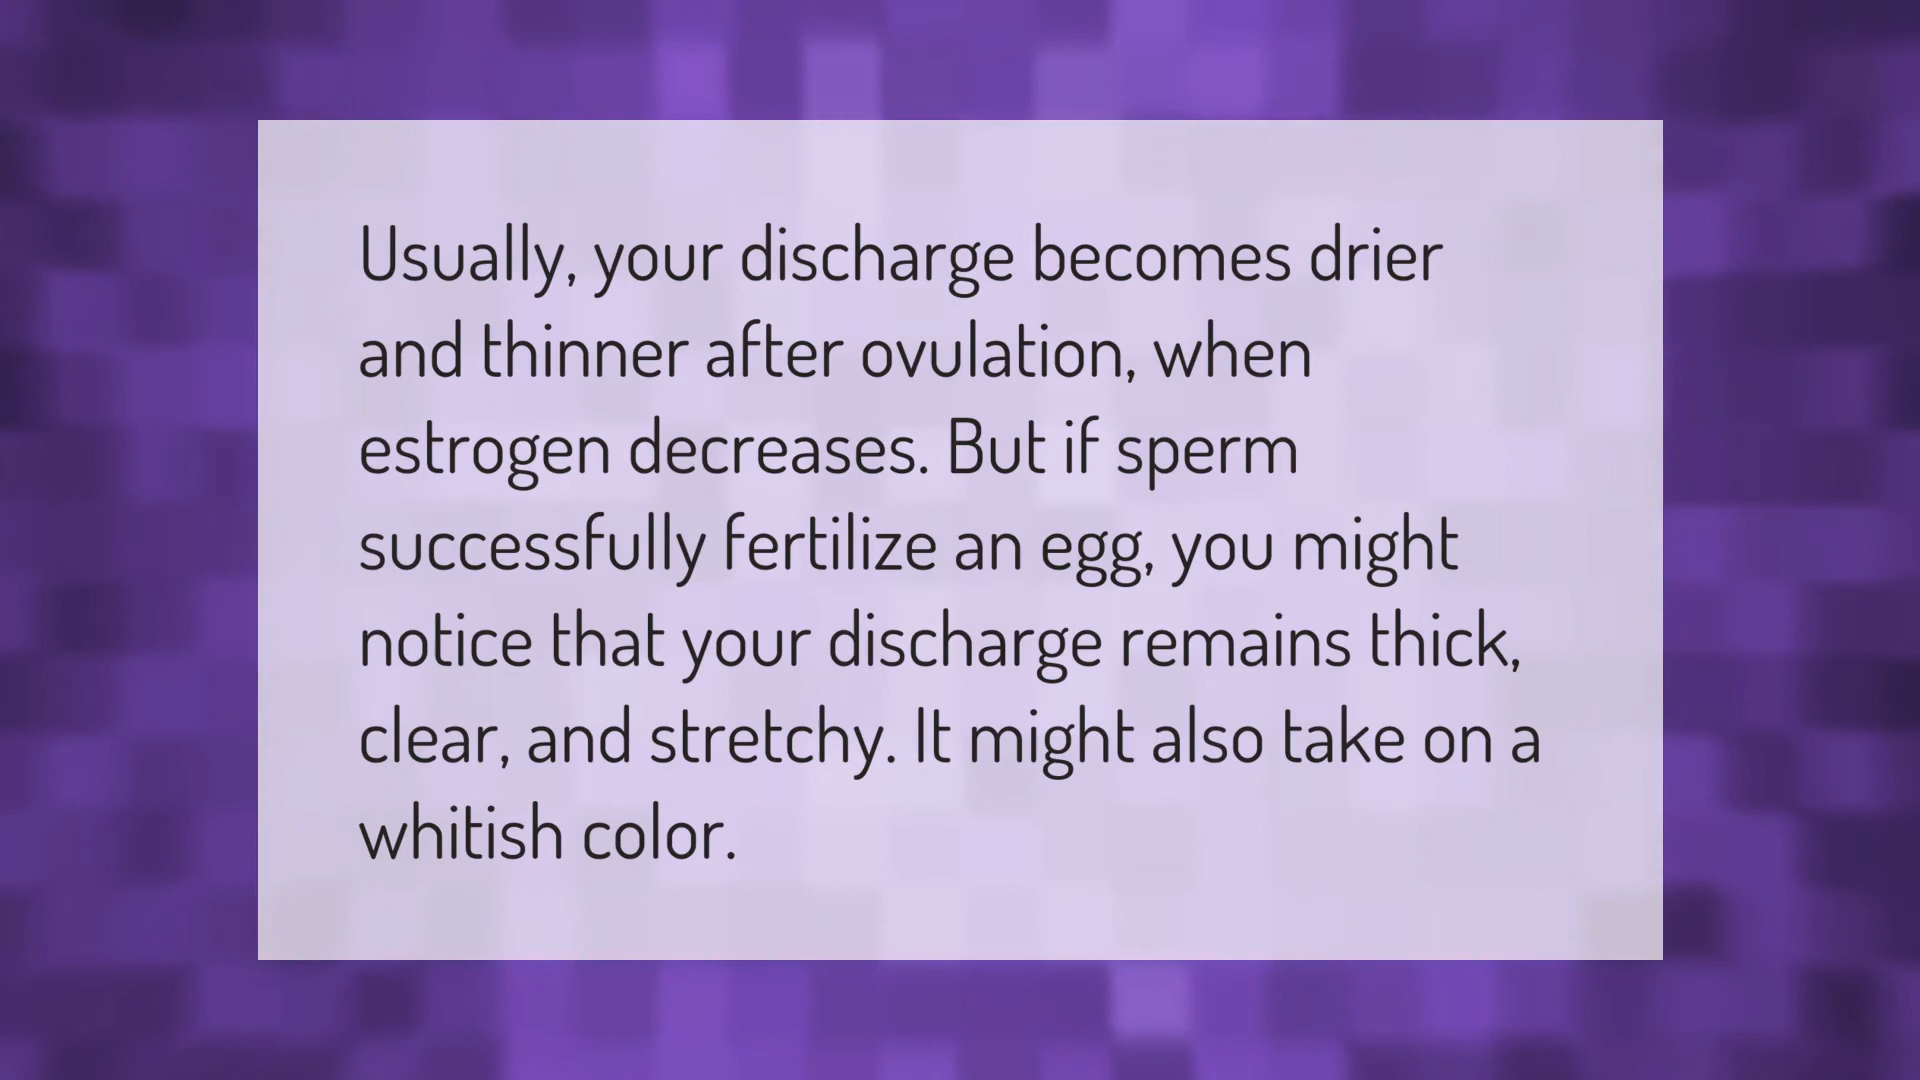 Usually, your discharge becomes drier
and thinner after ovulation, when
estrogen decreases. But if sperm
successfully fertilize an egg, you might
notice that your discharge remains thick,
clear, and stretchy. It might also take on a
whitish color.